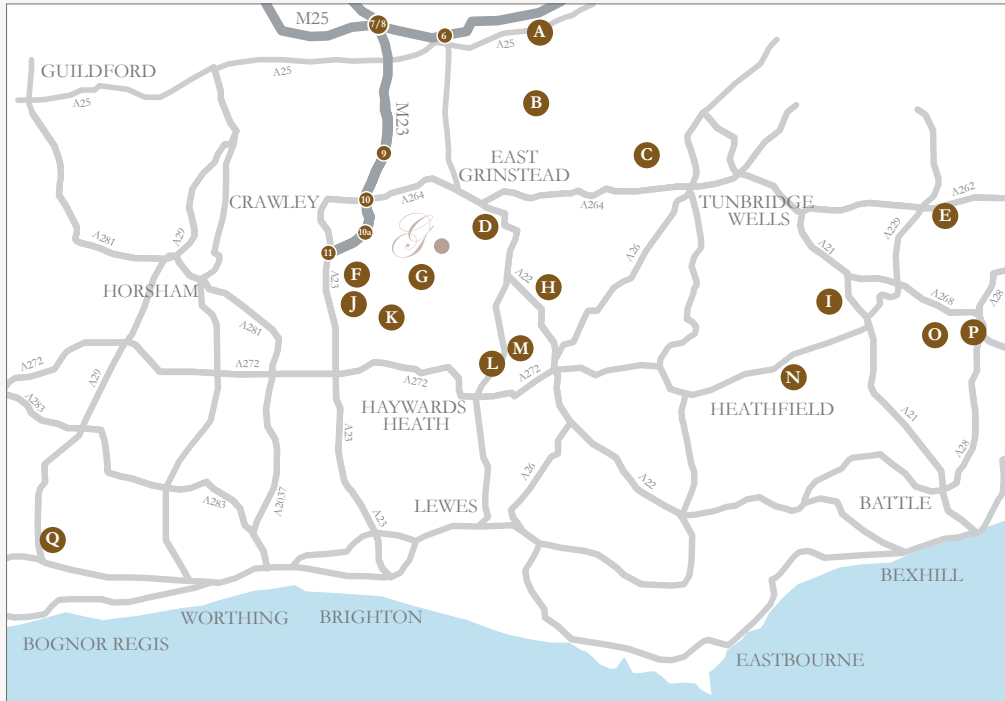 M25
7/8
6
A
A25
GUILDFORD
A25
A25
B
M23
9
EAST
GRINSTEAD
C
CRAWLEY
10
A264
A264
TUNBRIDGE
WELLS
A262
E
A229
A281
A29
11
10a
G.
D
A26
A21
HORSHAM
F
A23
G
A22
H
J
K
I
A268
A28
O
P
A281
A272
A272
A272
A29
A283
L
M
A272
N
HAYWARDS
HEATH
HEATHFIELD
A21
A23
A28
A26
A22
A283
A2037
LEWES
BATTLE
A23
Q
BEXHILL
WORTHING
BRIGHTON
BOGNOR REGIS
EASTBOURNE